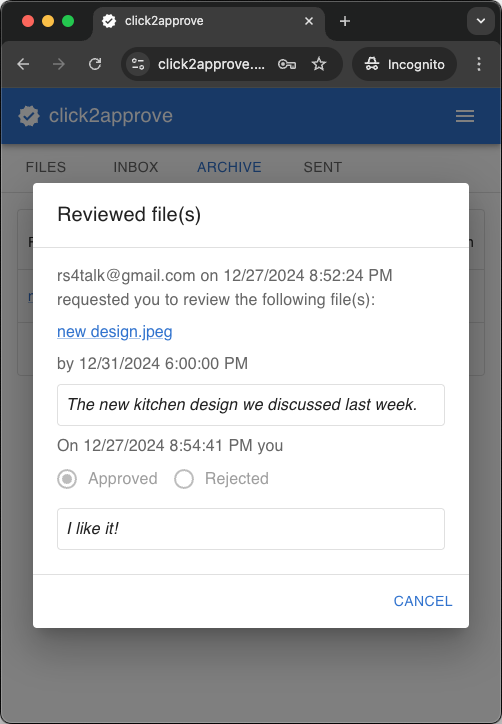 click2approve
click2approve.... Incognito
click2approve
FILES INBOX ARCHIVE SENT
Reviewed file(s)
rs4talk@gmail.com on 12/27/2024 8:52:24 PM
requested you to review the following file(s):
new design.jpeg
by 12/31/2024 6:00:00 PM
The new kitchen design we discussed last week.
On 12/27/2024 8:54:41 PM you
Approved Rejected
I like it!
CANCEL